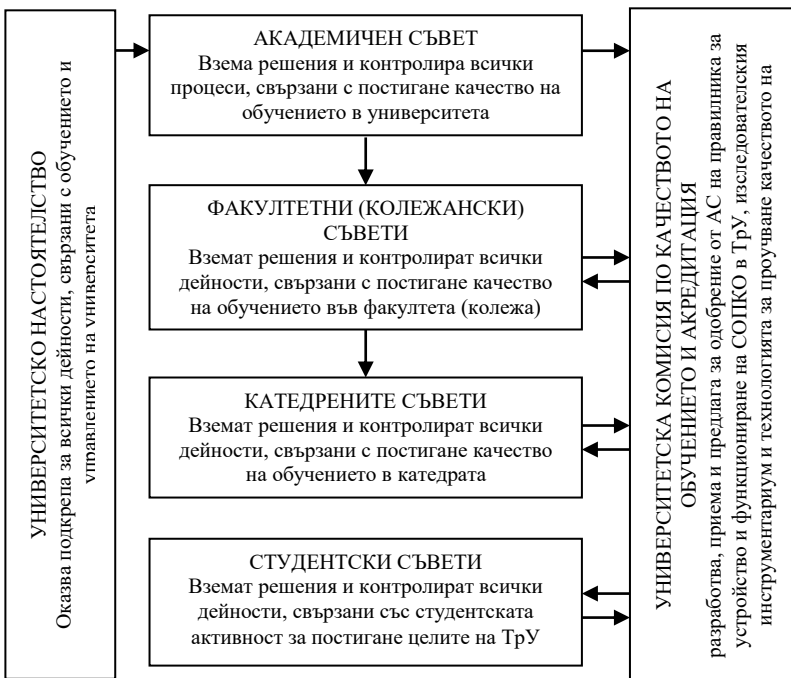 УНИВЕРСИТЕТСКО НАСТОЯТЕЛСТВО
Оказва подкрепа за всички дейности, свързани с обучението и
управлението на университета
АКАДЕМИЧЕН СЪВЕТ
Взема решения и контролира всички
процеси, свързани с постигане качество на
обучението в университета
ФАКУЛТЕТНИ (КОЛЕЖАНСКИ)
СЪВЕТИ
Вземат решения и контролират всички
дейности, свързани с постигане качество
на обучението във факултета (колежа)
КАТЕДРЕНИТЕ СЪВЕТИ
Вземат решения и контролират всички
дейности, свързани с постигане качество
на обучението в катедрата
СТУДЕНТСКИ СЪВЕТИ
Вземат решения и контролират всички
дейности, свързани със студентската
активност за постигане целите на ТрУ
УНИВЕРСИТЕТСКА КОМИСИЯ ПО КАЧЕСТВОТО НА
ОБУЧЕНИЕТО И АКРЕДИТАЦИЯ
разработва, приема и предлага за одобрение от АС на правилника за
устройство и функциониране на СОПКО в ТрУ, изследователския
инструментариум и технологията за проучване качеството на